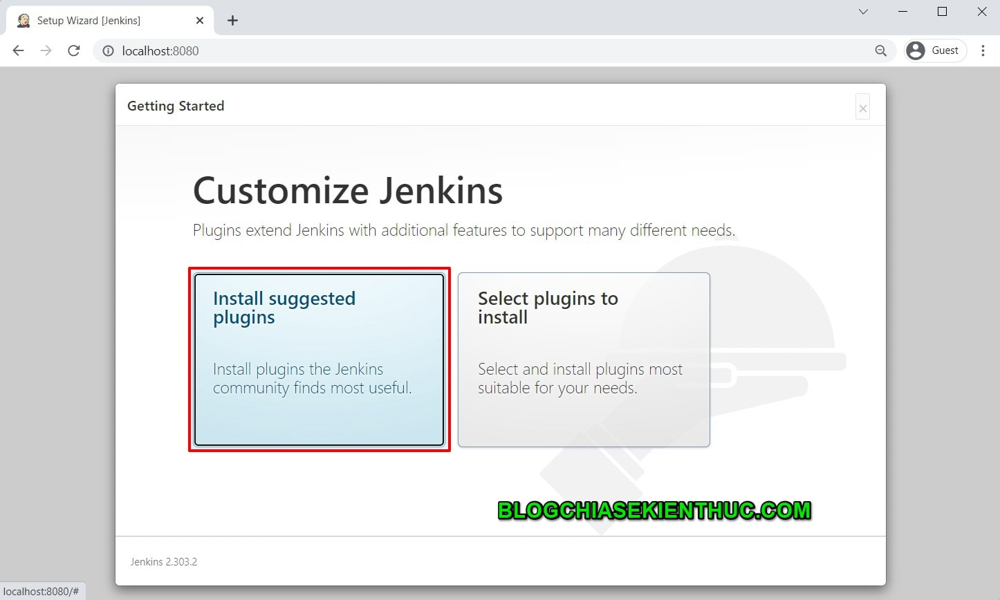 Setup Wizard [Jenkins]
localhost:8080
Guest
Getting Started
Customize Jenkins
Plugins extend Jenkins with additional features to support many different needs.
Install suggested
plugins
Install plugins the Jenkins
community finds most useful.
Select plugins to
install
Select and install plugins most
suitable for your needs.
BLOGCHIASEKIENTHUC.COM
Jenkins 2.303.2
localhost:8080/#